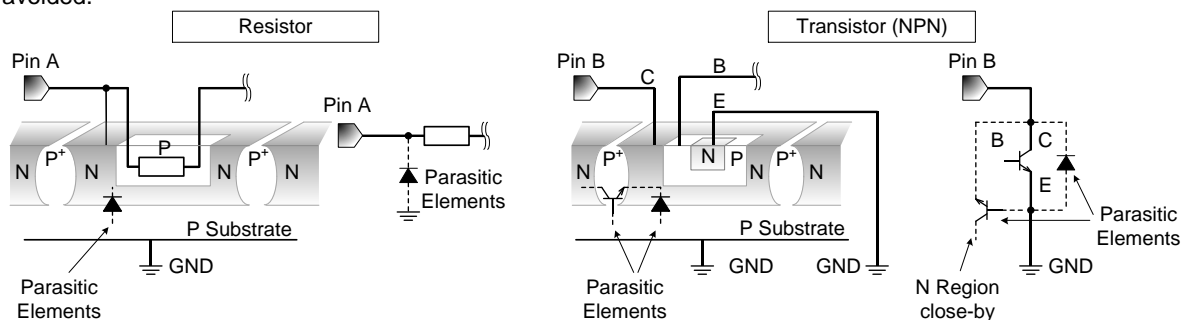 avoided.
Resistor
Transistor (NPN)
Pin A
Pin A
N P+ N P P+ N N
Parasitic
Elements
P Substrate
GND
Parasitic
Elements
Pin B
C
B
E
N P+ N N P P+ N N
P Substrate
GND
GND
Parasitic
Elements
Pin B
B
C
E
Parasitic
Elements
GND
N Region
close-by